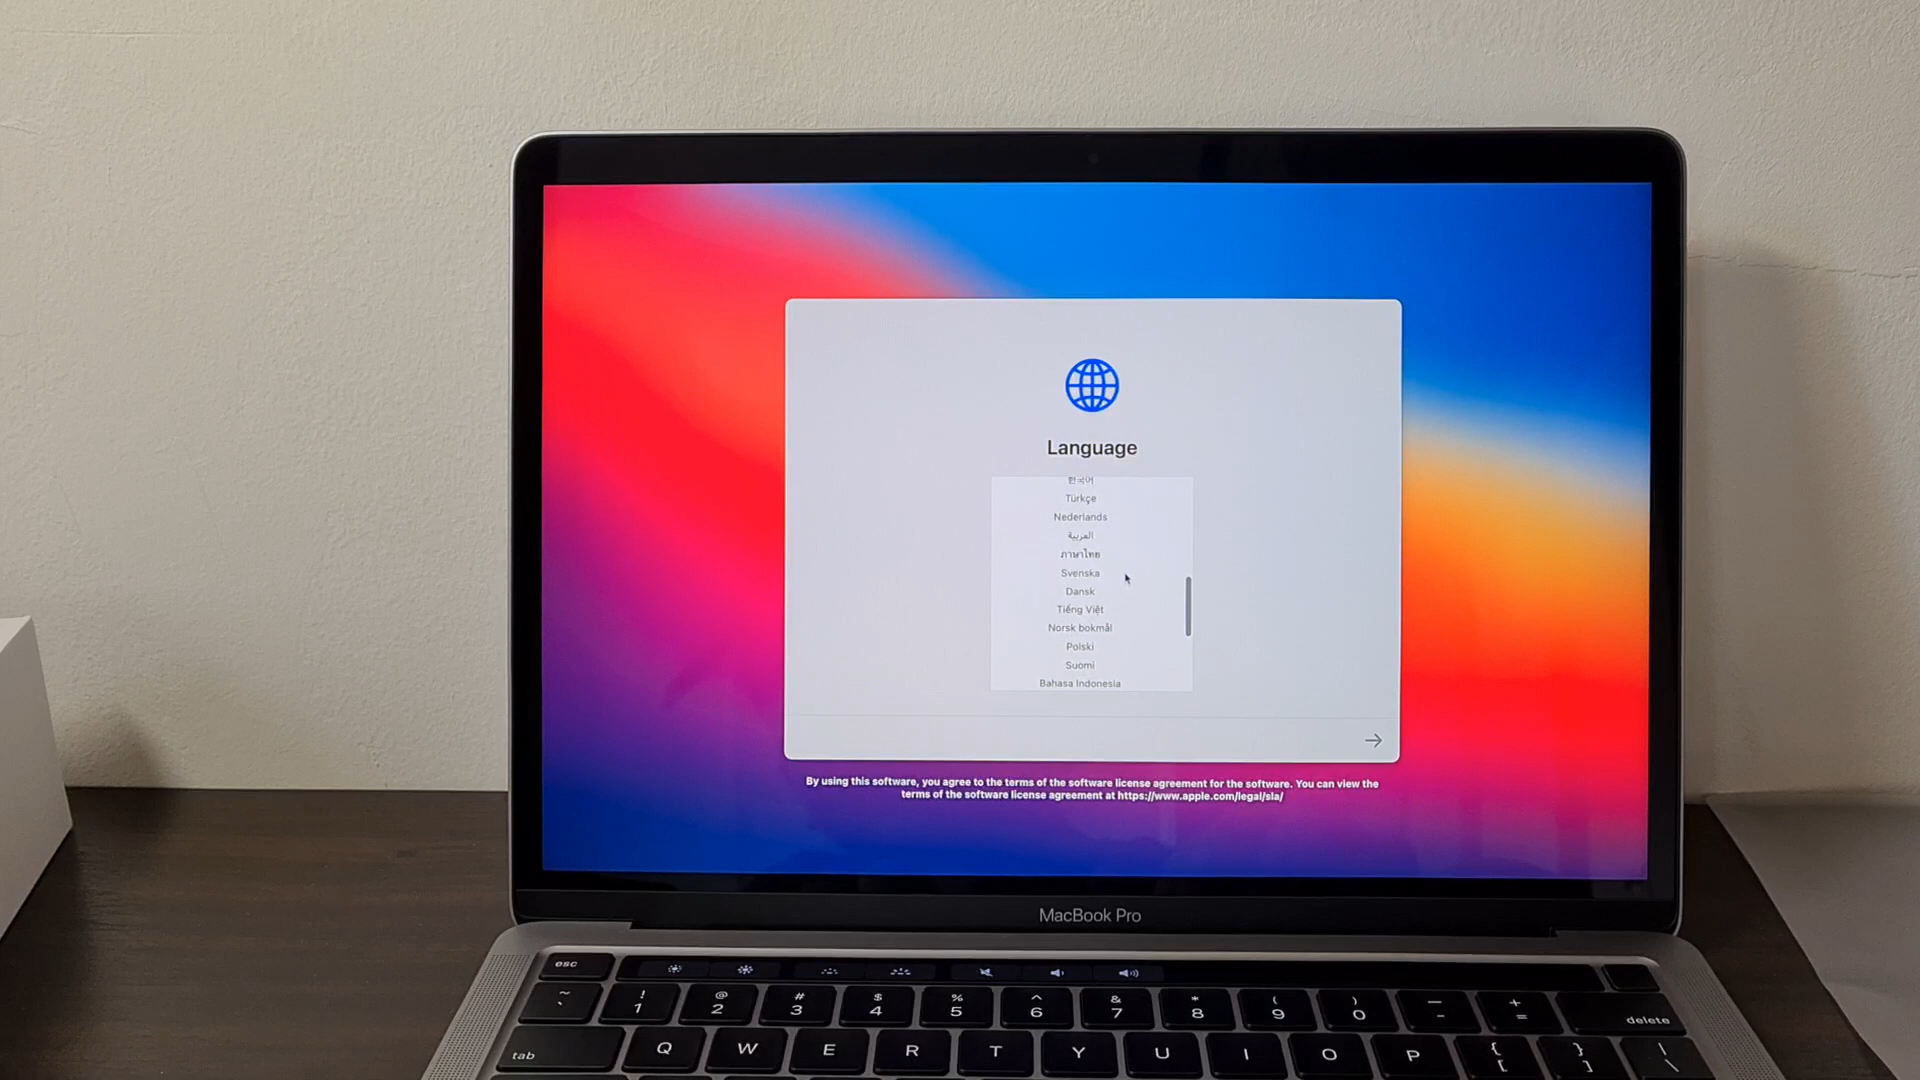 Language
한국어
Türkçe
Nederlands
العربية
ภาษาไทย
Svenska
Dansk
Tiếng Việt
Norsk bokmål
Polski
Suomi
Bahasa Indonesia
By using this software, you agree to the terms of the software license agreement for the software. You can view the
terms of the software license agreement at https://www.apple.com/legal/sla/
MacBook Pro
esc
~ ! @ # $ % ^ & * ( ) — +
` 1 2 3 4 5 6 7 8 9 0 - = delete
tab Q W E R T Y U I O P { [ } ] | \